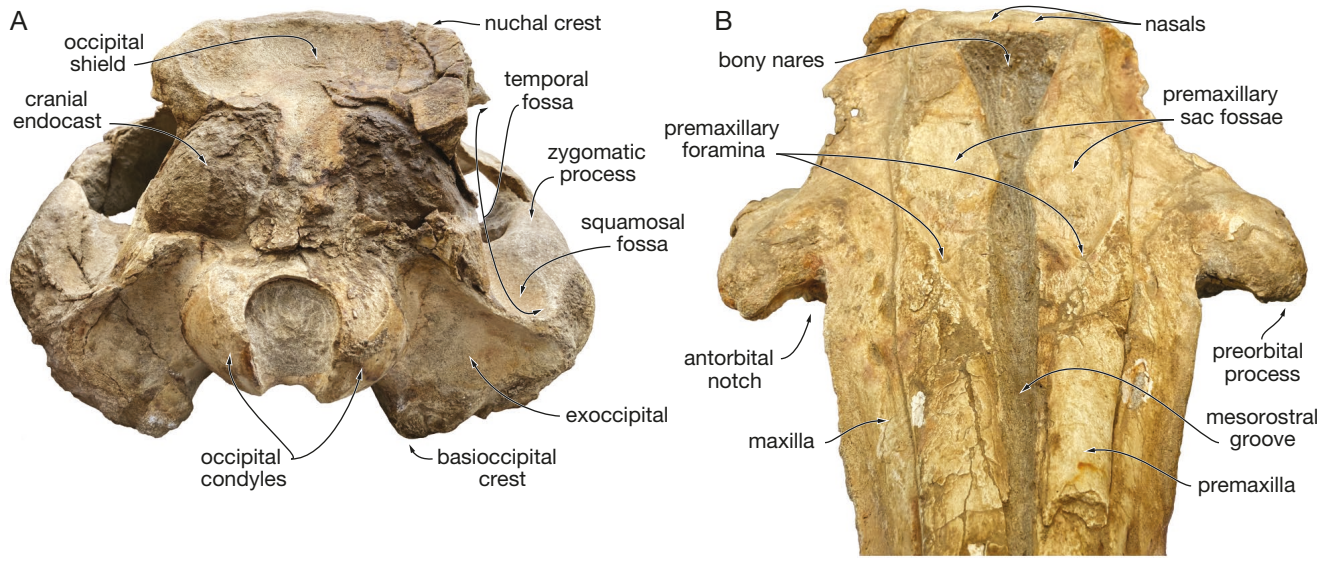 A
nuchal crest
occipital
shield
temporal
fossa
cranial
endocast
zygomatic
process
squamosal
fossa
exoccipital
occipital
condyles
basioccipital
crest
B
nasals
bony nares
premaxillary
sac fossae
premaxillary
foramina
antorbital
notch
preorbital
process
maxilla
mesorostral
groove
premaxilla